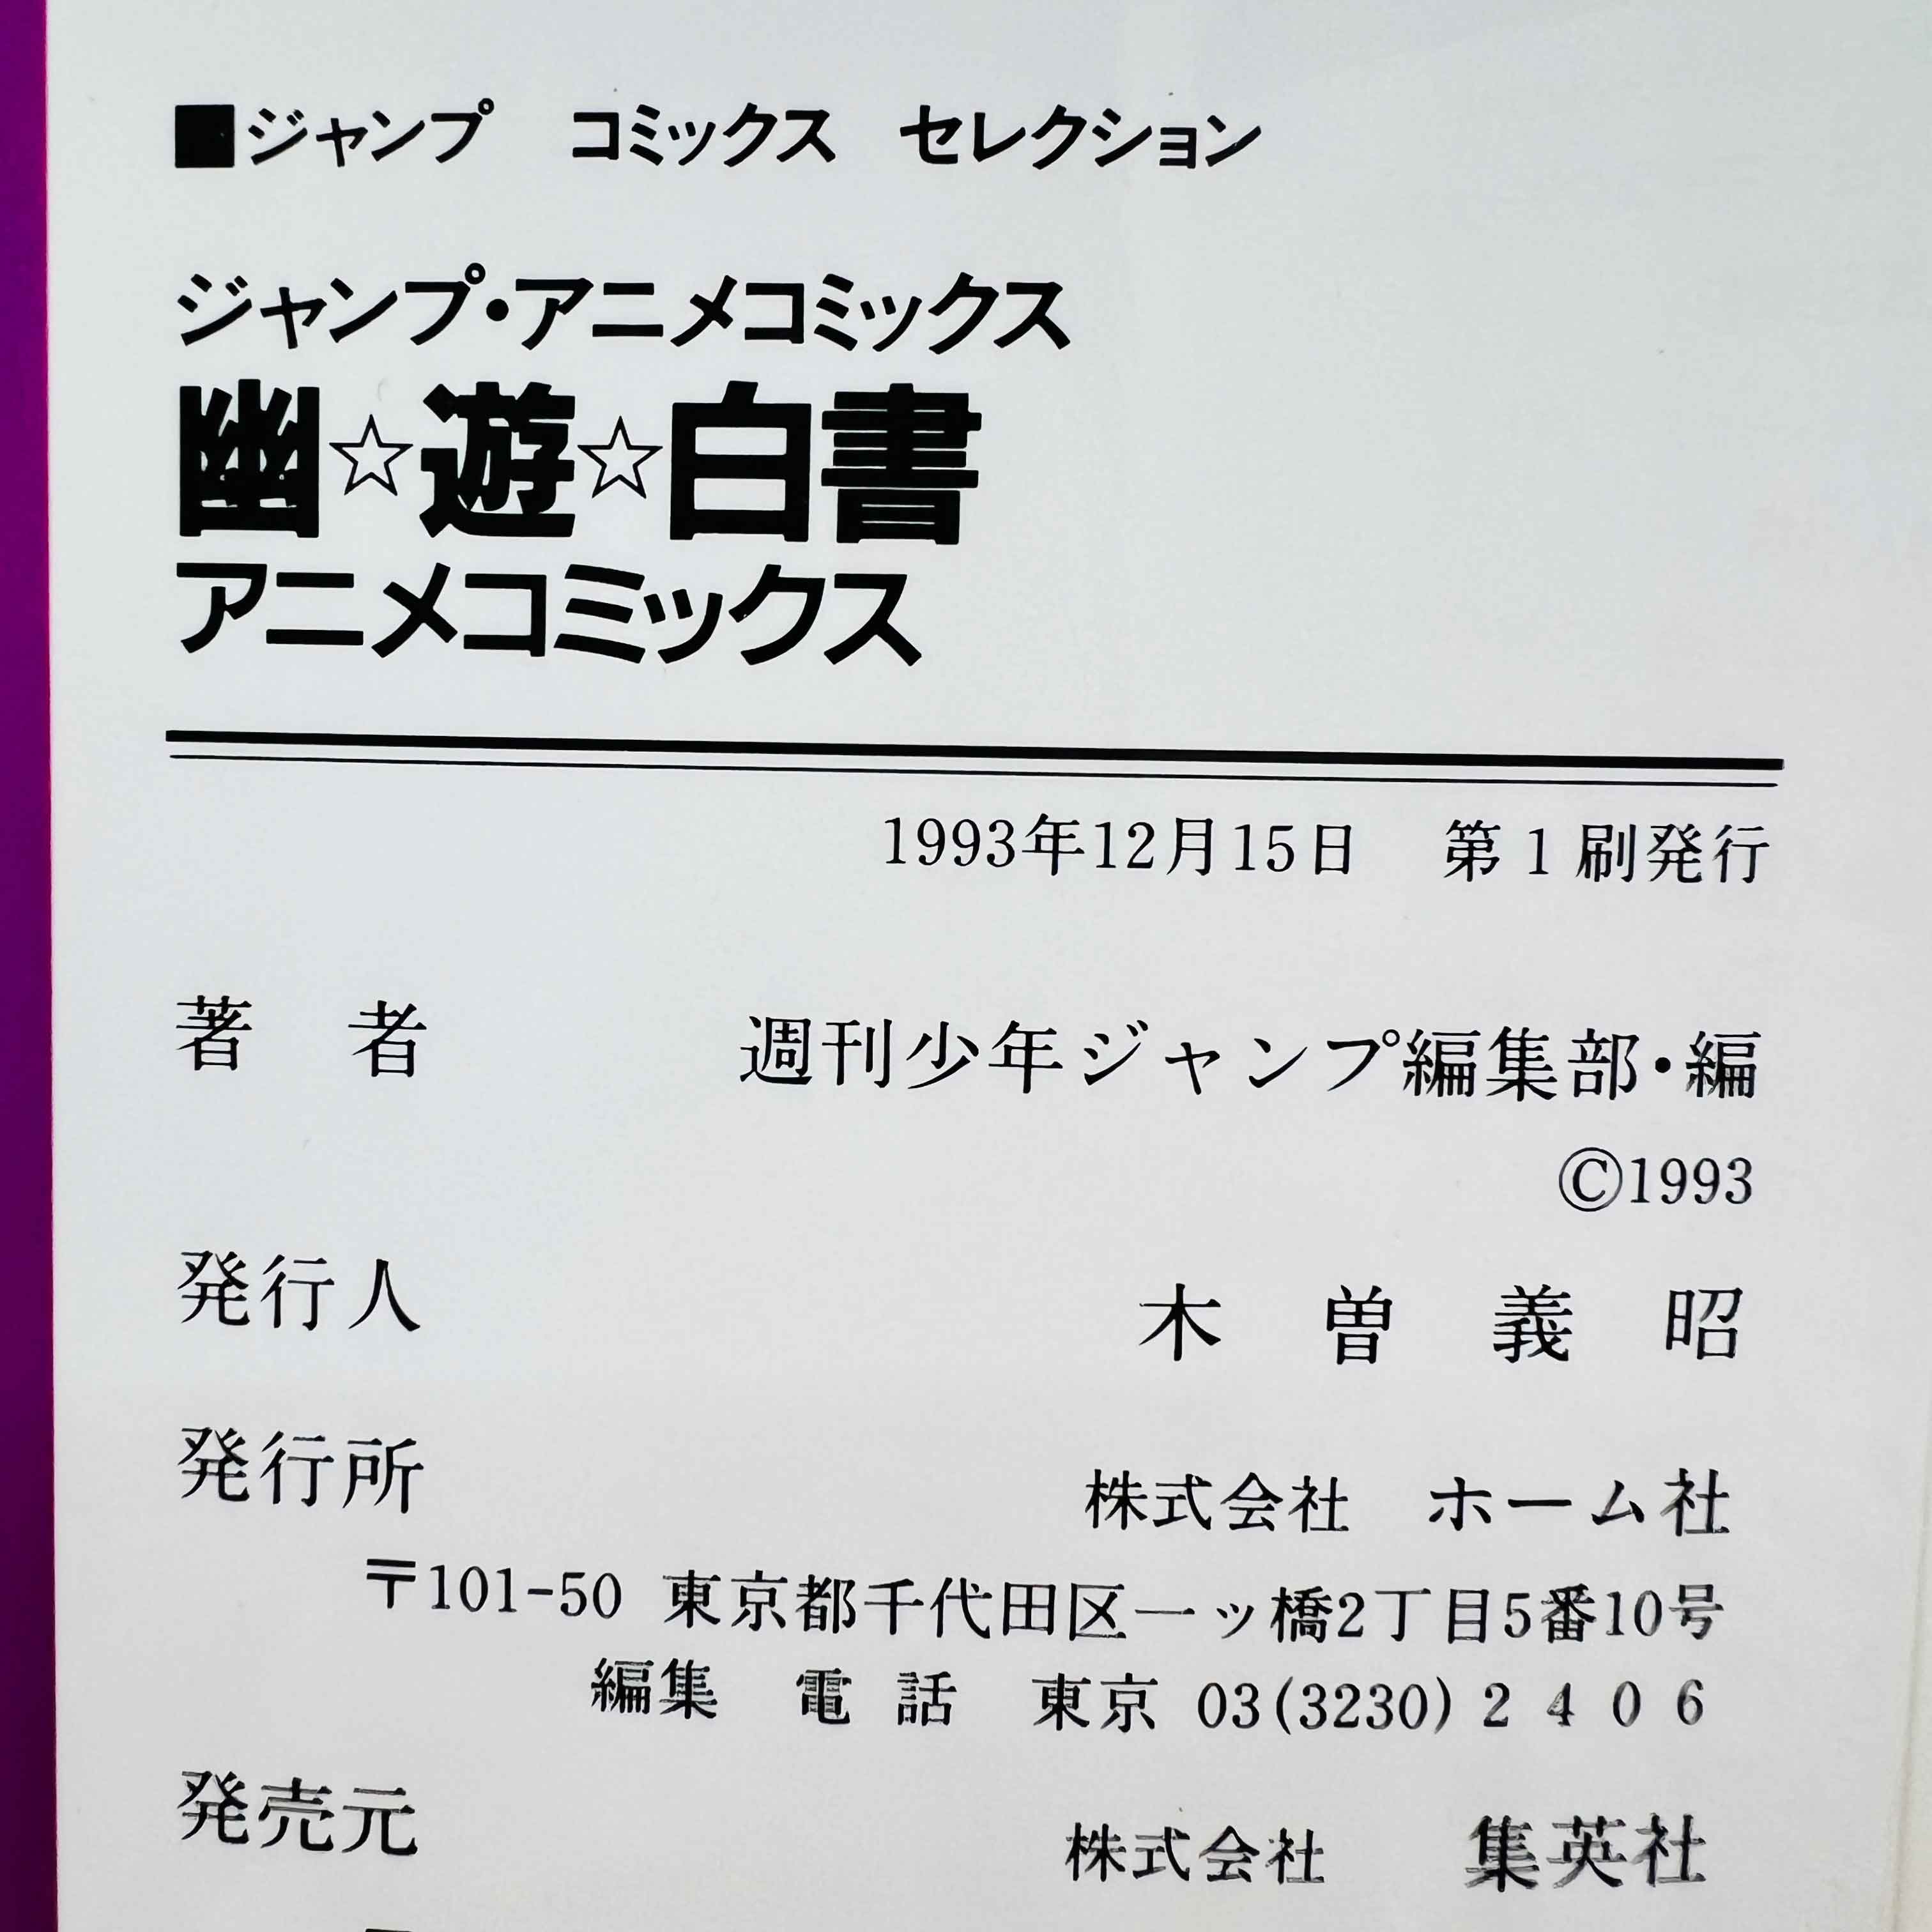 ■ジャンプ コミックス セレクション
ジャンプ・アニメコミックス
幽☆遊☆白書
アニメコミックス
1993年12月15日 第1刷発行
著者 週刊少年ジャンプ編集部・編
©1993
発行人 木曽義昭
発行所 株式会社 ホーム社
〒101-50 東京都千代田区一ッ橋2丁目5番10号
編集 電話 東京 03(3230)2406
発売元 株式会社 集英社